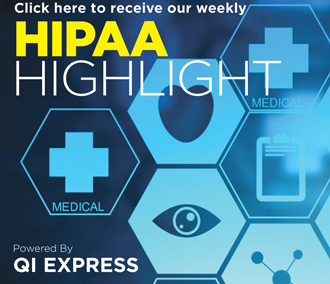 Click here to receive our weekly
HIPAA
HIGHLIGHT
MEDICAL
MEDICAL
Powered By
QI EXPRESS